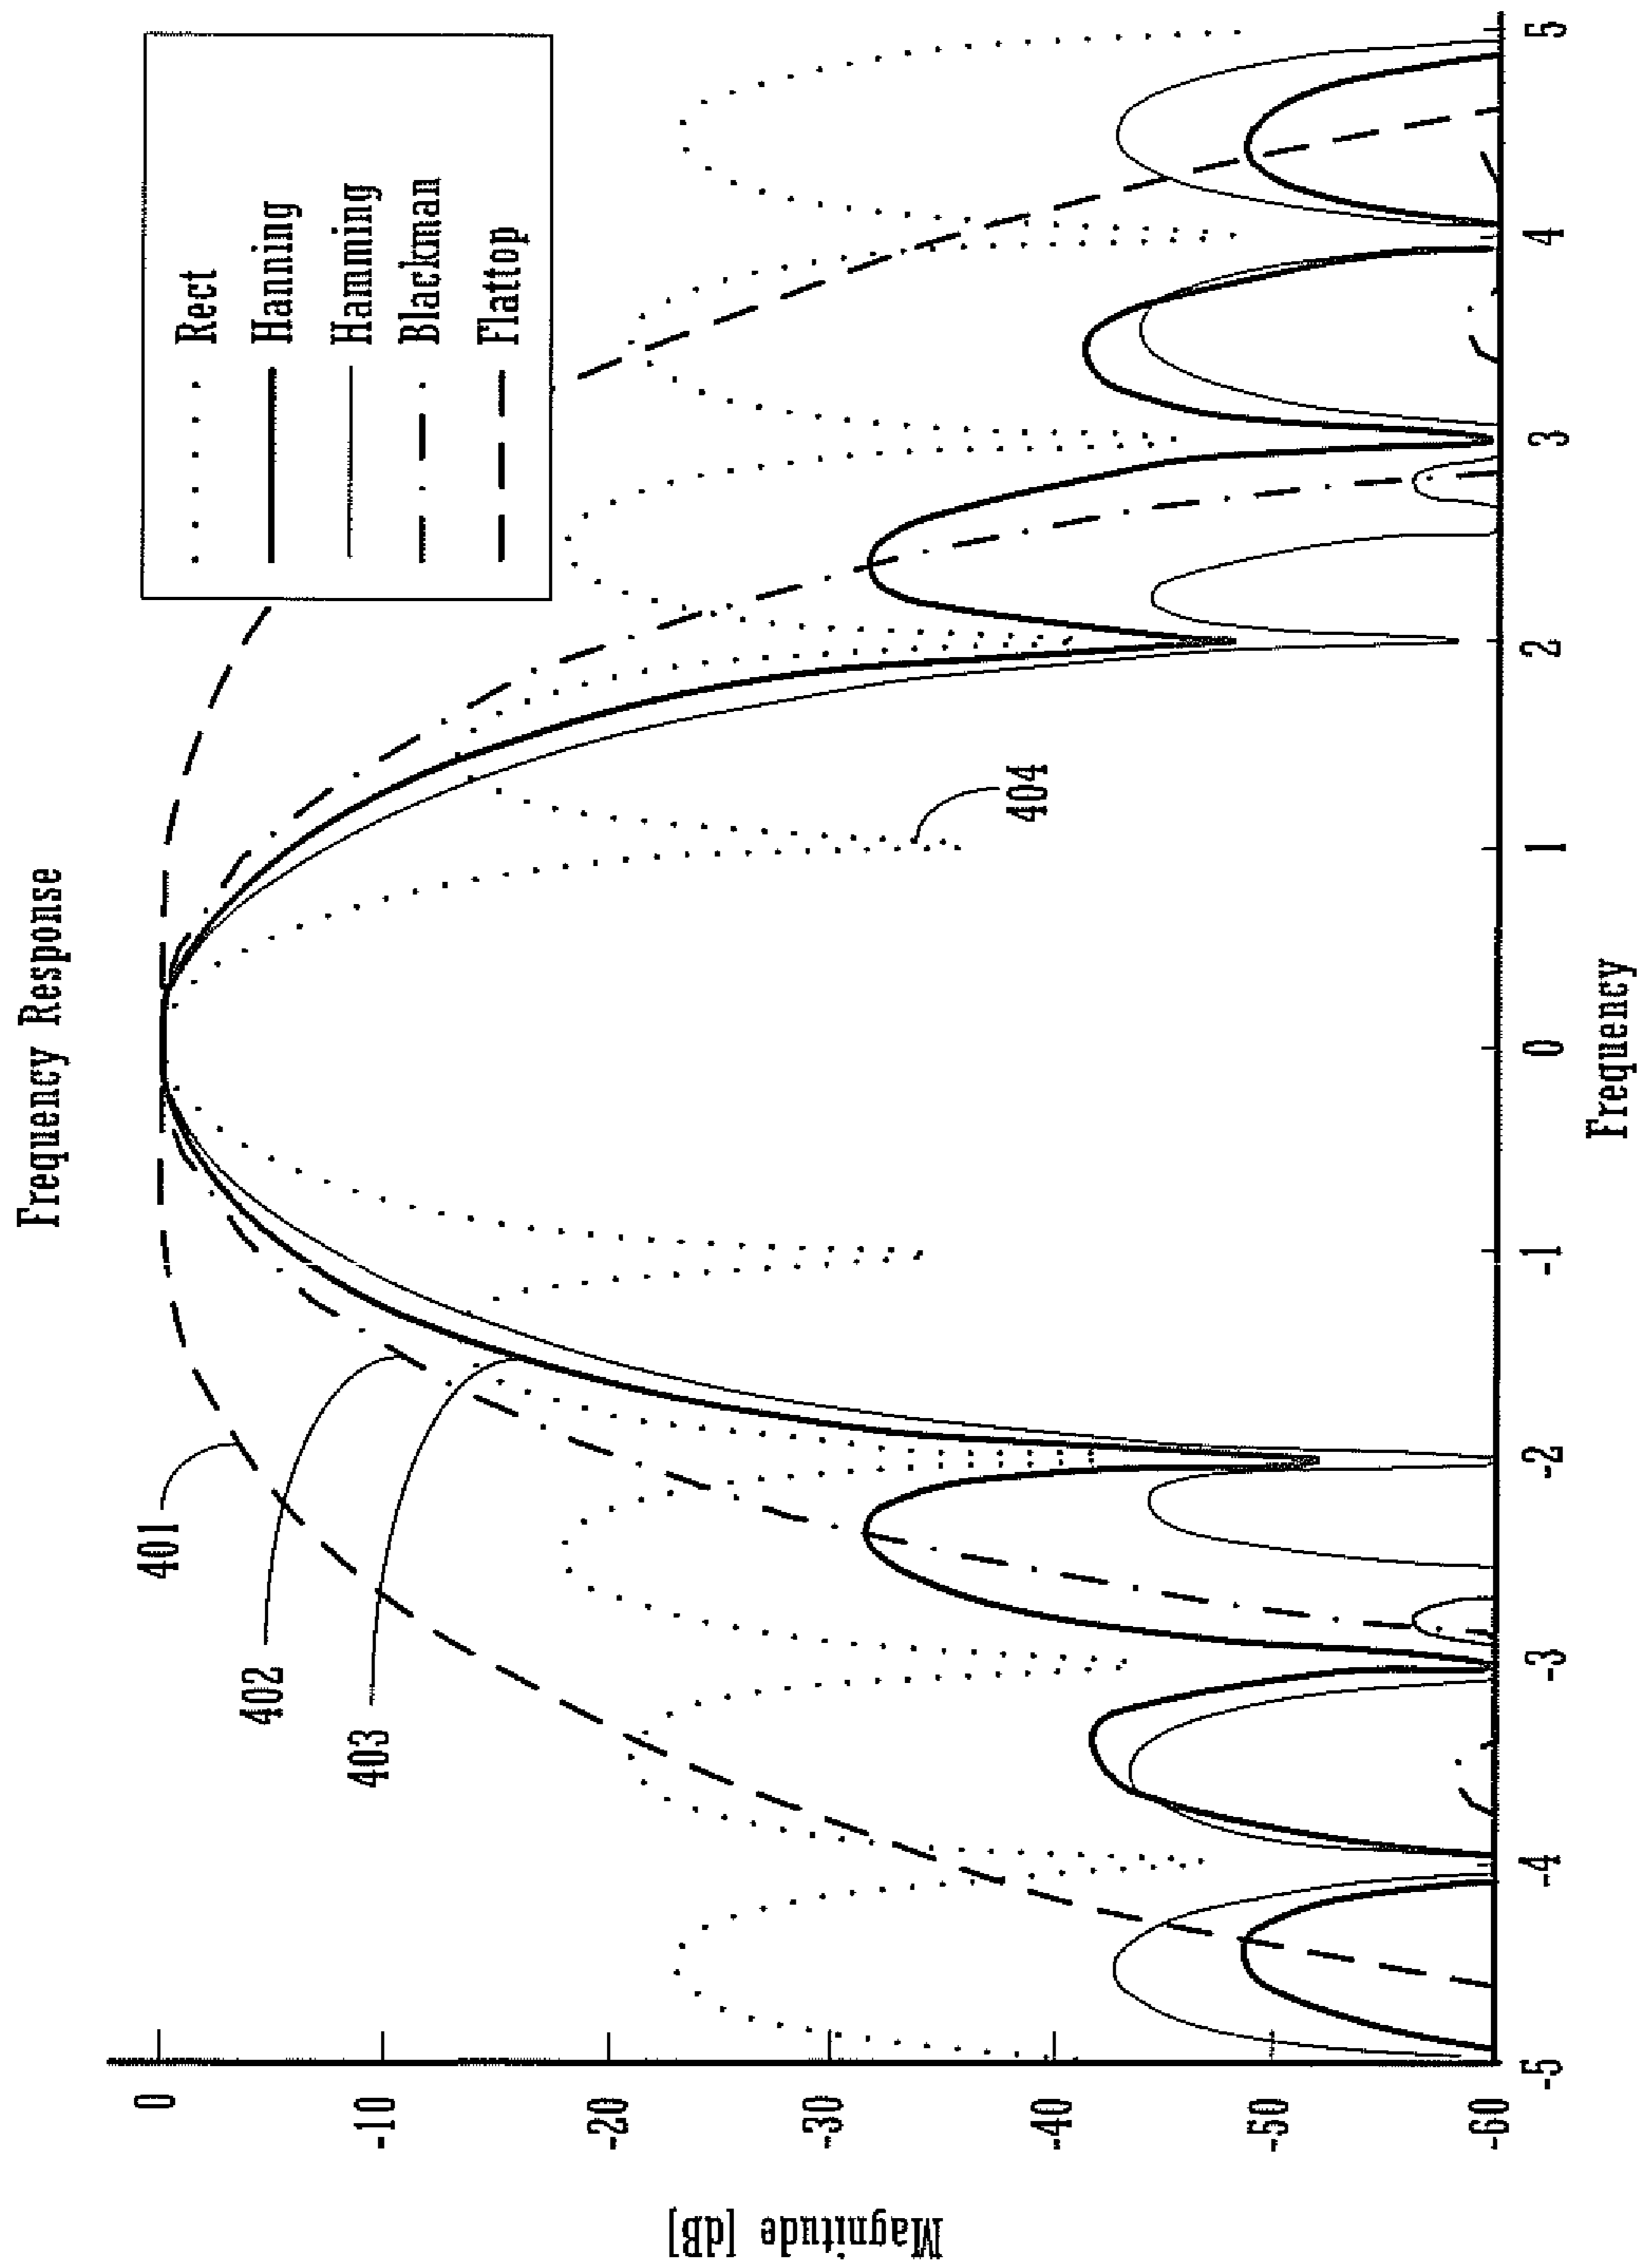 Frequency Response
Rect
Hanning
Hamming
Blackman
Flattop
401
402
403
404
0
-10
-20
-30
-40
-50
-60
Magnitude [dB]
-5
-4
-3
-2
-1
0
1
2
3
4
5
Frequency